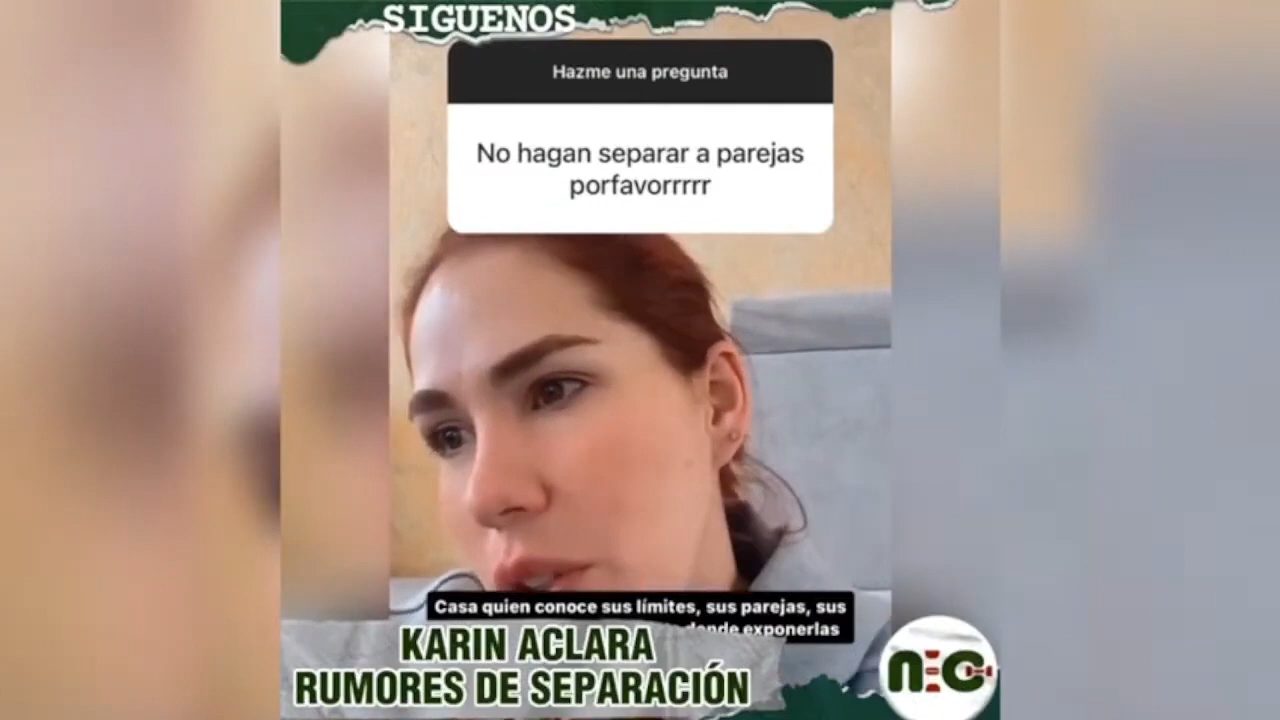 SIGUENOS
Hazme una pregunta
No hagan separar a parejas
porfavorrrrr
Casa quien conoce sus límites, sus parejas, sus
donde exponerlas
KARIN ACLARA
RUMORES DE SEPARACIÓN